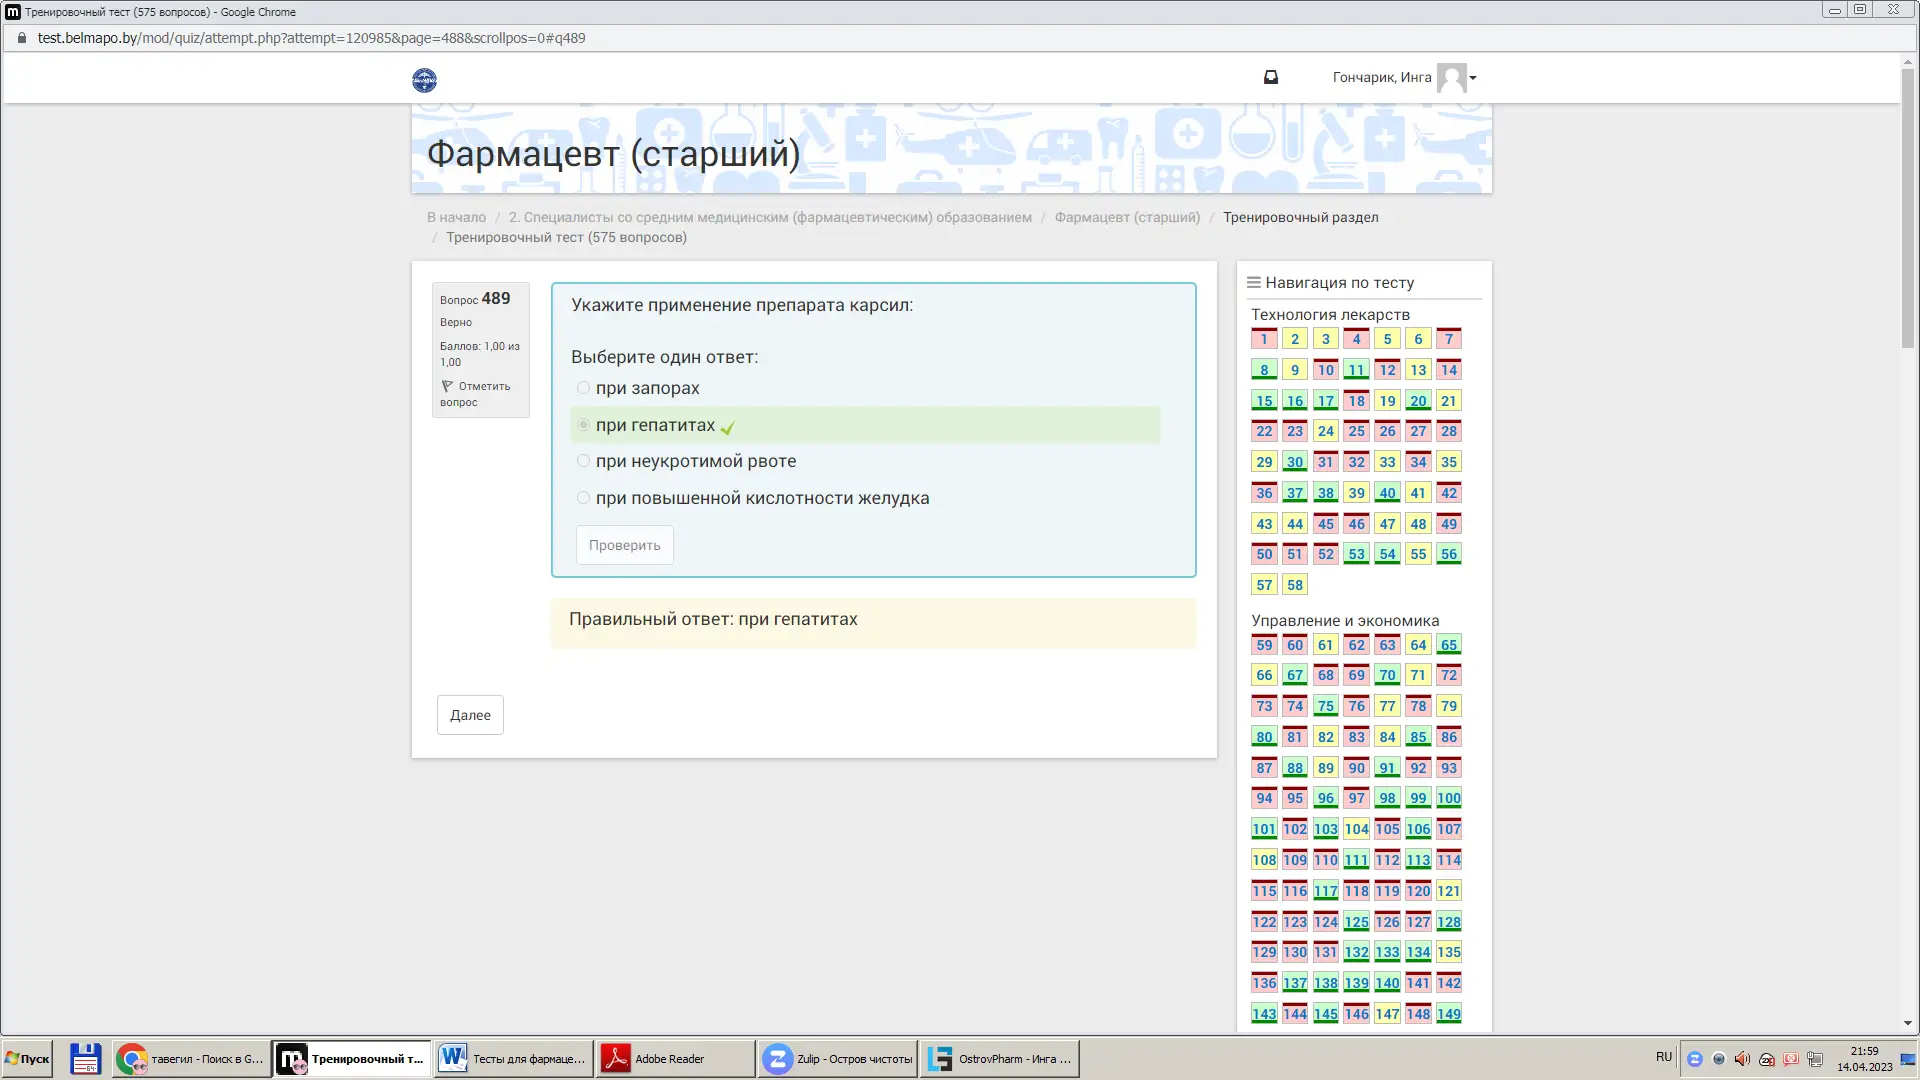 Тренировочный тест (575 вопросов) - Google Chrome
test.belmapo.by/mod/quiz/attempt.php?attempt=120985&page=488&scrollpos=0#q489
Гончарик, Инга
Фармацевт (старший)
В начало / 2. Специалисты со средним медицинским (фармацевтическим) образованием / Фармацевт (старший) / Тренировочный раздел
/ Тренировочный тест (575 вопросов)
Вопрос 489
Верно
Баллов: 1,00 из
1,00
Отметить
вопрос
Укажите применение препарата карсил:
Выберите один ответ:
при запорах
при гепатитах
при неукротимой рвоте
при повышенной кислотности желудка
Проверить
Правильный ответ: при гепатитах
Далее
Навигация по тесту
Технология лекарств
1 2 3 4 5 6 7
8 9 10 11 12 13 14
15 16 17 18 19 20 21
22 23 24 25 26 27 28
29 30 31 32 33 34 35
36 37 38 39 40 41 42
43 44 45 46 47 48 49
50 51 52 53 54 55 56
57 58
Управление и экономика
59 60 61 62 63 64 65
66 67 68 69 70 71 72
73 74 75 76 77 78 79
80 81 82 83 84 85 86
87 88 89 90 91 92 93
94 95 96 97 98 99 100
101 102 103 104 105 106 107
108 109 110 111 112 113 114
115 116 117 118 119 120 121
122 123 124 125 126 127 128
129 130 131 132 133 134 135
136 137 138 139 140 141 142
143 144 145 146 147 148 149
Пуск
тавегил - Поиск в G...
Тренировочный т...
Тесты для фармаце...
Adobe Reader
Zulip - Остров чистоты
OstrovPharm - Инга ...
RU
21:59
14.04.2023